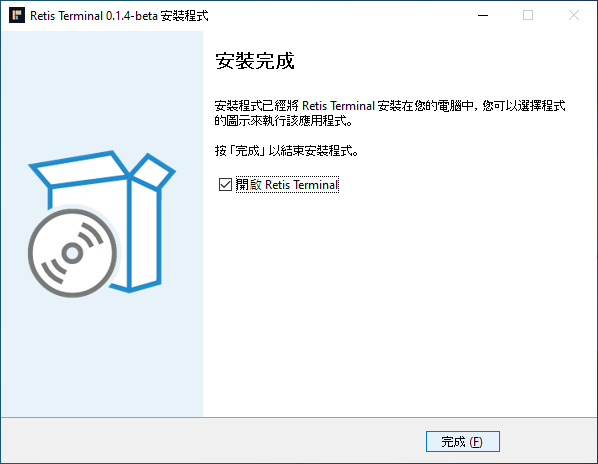 Retis Terminal 0.1.4-beta 安裝程式
安裝完成
安裝程式已經將 Retis Terminal 安裝在您的電腦中，您可以選擇程式
的圖示來執行該應用程式。
按「完成」以結束安裝程式。
開啟 Retis Terminal
完成 (F)